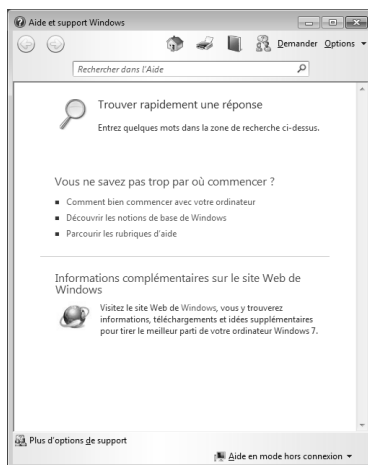 Aide et support Windows
Demander Options
Rechercher dans l'Aide
Trouver rapidement une réponse
Entrez quelques mots dans la zone de recherche ci-dessus.
Vous ne savez pas trop par où commencer ?
Comment bien commencer avec votre ordinateur
Découvrir les notions de base de Windows
Parcourir les rubriques d'aide
Informations complémentaires sur le site Web de
Windows
Visitez le site Web de Windows, vous y trouverez
informations, téléchargements et idées supplémentaires
pour tirer le meilleur parti de votre ordinateur Windows 7.
Plus d'options de support
Aide en mode hors connexion